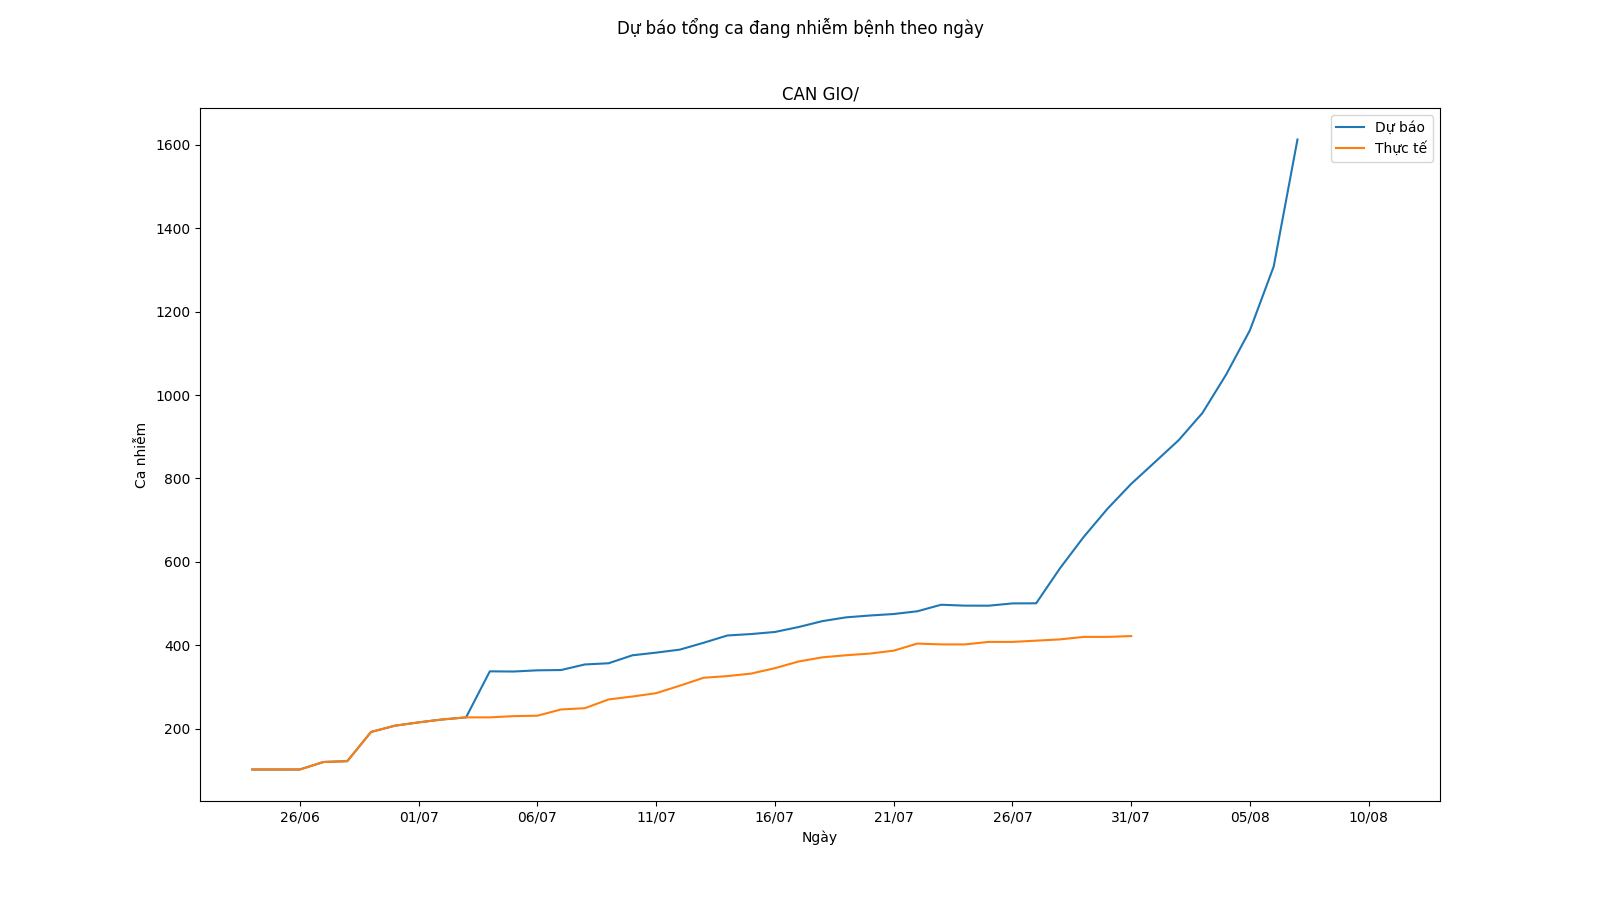 Dự báo tổng ca đang nhiễm bệnh theo ngày
CAN GIO/
Dự báo
Thực tế
1600
1400
1200
1000
800
600
400
200
Ca nhiễm
26/06 01/07 06/07 11/07 16/07 21/07 26/07 31/07 05/08 10/08
Ngày